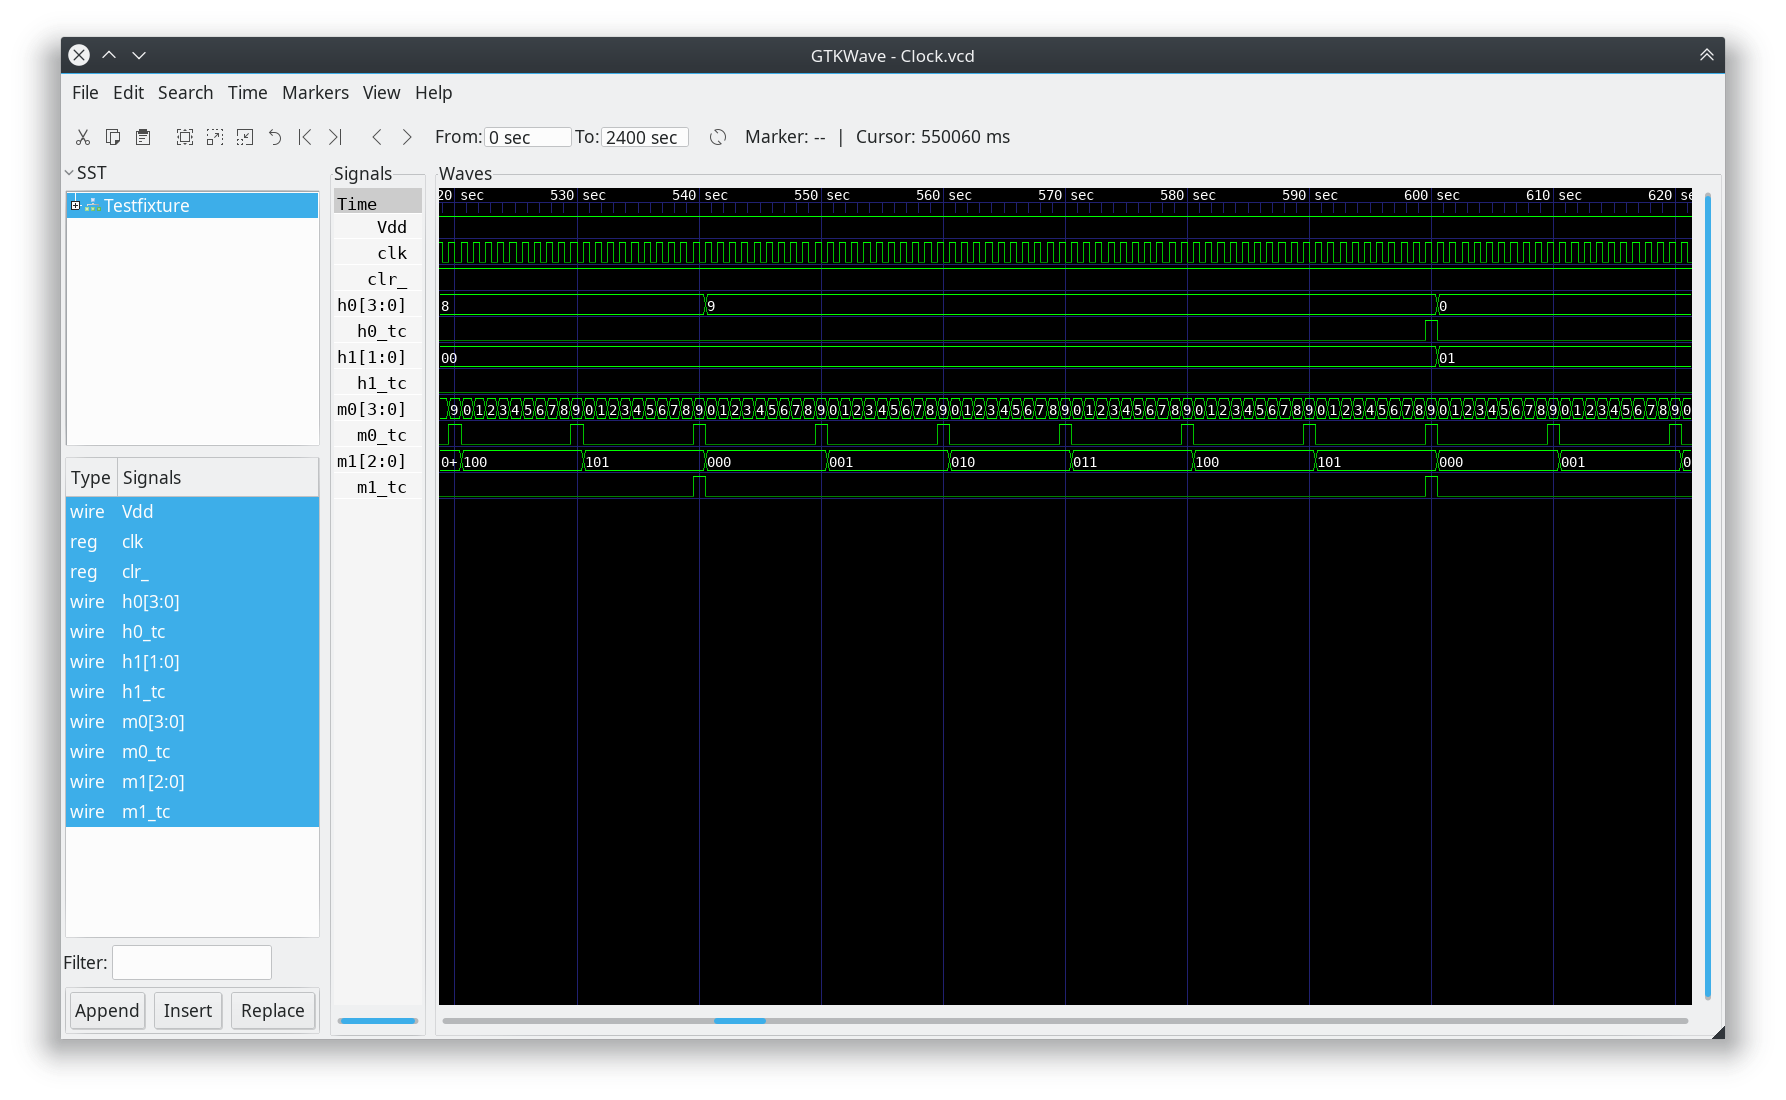 GTKWave - Clock.vcd
File Edit Search Time Markers View Help
From: 0 sec To: 2400 sec Marker: -- | Cursor: 550060 ms
SST
Testfixture
Type Signals
wire Vdd
reg clk
reg clr_
wire h0[3:0]
wire h0_tc
wire h1[1:0]
wire h1_tc
wire m0[3:0]
wire m0_tc
wire m1[2:0]
wire m1_tc
Filter:
Append Insert Replace
Signals
Time
Vdd
clk
clr_
h0[3:0]
h0_tc
h1[1:0]
h1_tc
m0[3:0]
m0_tc
m1[2:0]
m1_tc
Waves
20 sec 530 sec 540 sec 550 sec 560 sec 570 sec 580 sec 590 sec 600 sec 610 sec 620 se
8 9 0
00 01
9 0 1 2 3 4 5 6 7 8 9 0 1 2 3 4 5 6 7 8 9 0 1 2 3 4 5 6 7 8 9 0 1 2 3 4 5 6 7 8 9 0 1 2 3 4 5 6 7 8 9 0 1 2 3 4 5 6 7 8 9 0 1 2 3 4 5 6 7 8 9 0 1 2 3 4 5 6 7 8 9 0 1 2 3 4 5 6 7 8 9 0 1 2 3 4 5 6 7 8 9 0
0+ 100 101 000 001 010 011 100 101 000 001 0